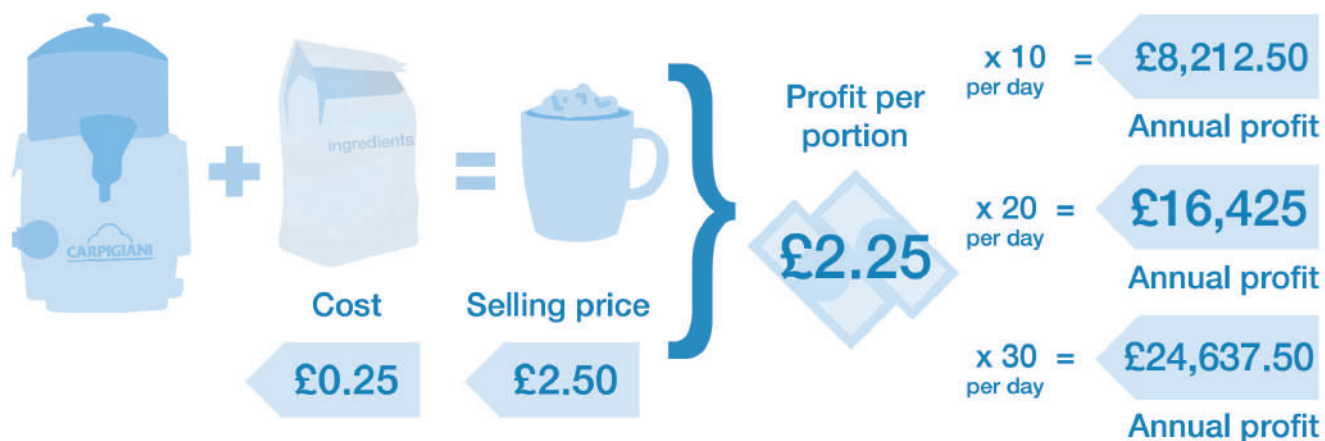 CARPIGIANI
ingredients
Cost
£0.25
Selling price
£2.50
Profit per
portion
£2.25
x 10 =
per day
£8,212.50
Annual profit
x 20 =
per day
£16,425
Annual profit
x 30 =
per day
£24,637.50
Annual profit